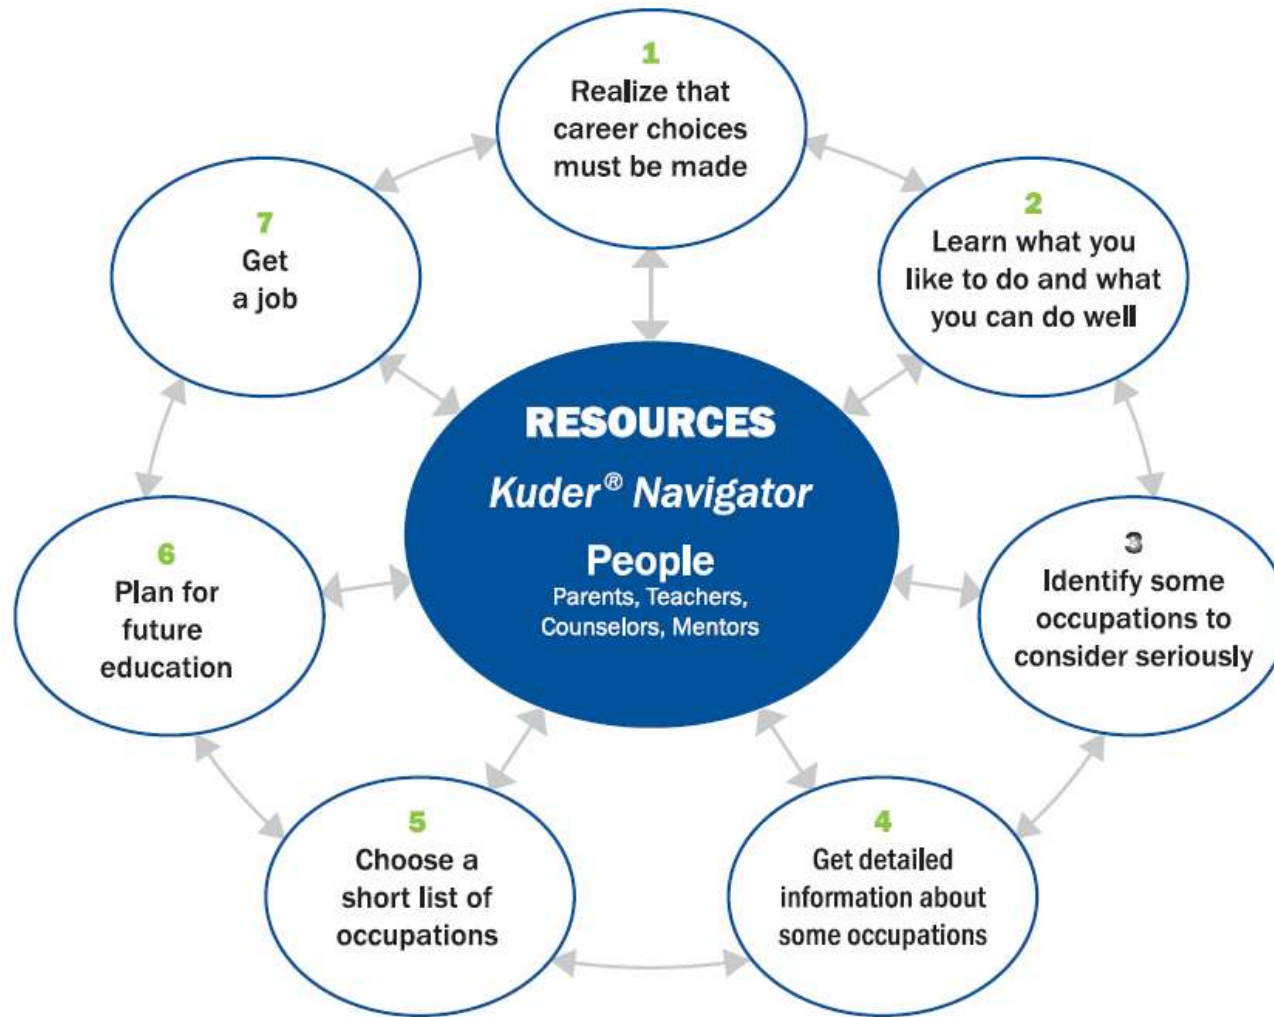 1
Realize that
career choices
must be made
2
Learn what you
like to do and what
you can do well
3
Identify some
occupations to
consider seriously
4
Get detailed
information about
some occupations
5
Choose a
short list of
occupations
6
Plan for
future
education
7
Get
a job
RESOURCES
Kuder® Navigator
People
Parents, Teachers,
Counselors, Mentors